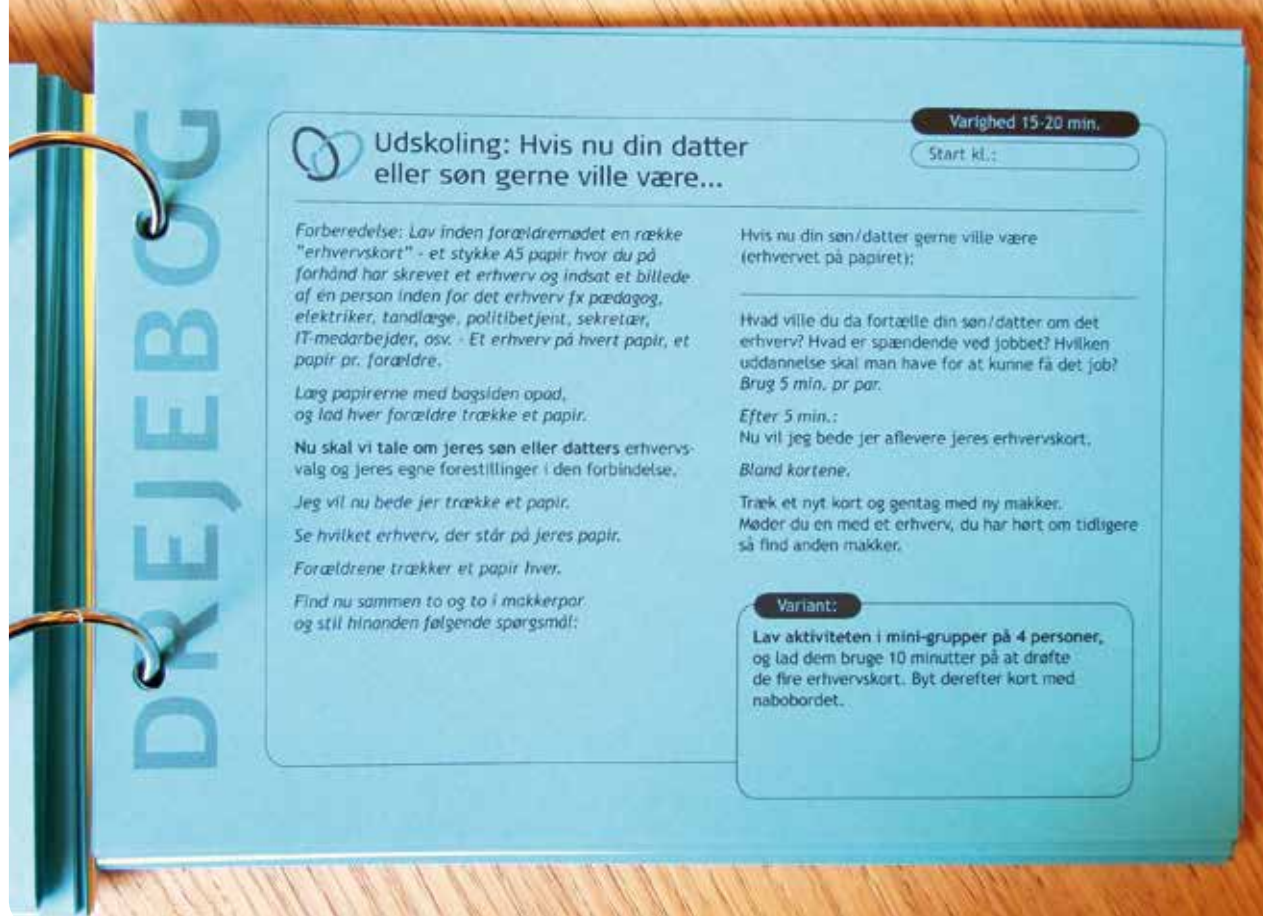 DREJEBOG
Udskoling: Hvis nu din datter
eller søn gerne ville være...
Varighed 15-20 min.
Start kl.:
Forberedelse: Lav inden forældremødet en række
"erhvervskort" - et stykke A5 papir hvor du på
forhånd har skrevet et erhverv og indsat et billede
af en person inden for det erhverv fx pædagog,
elektriker, tandlæge, politibetjent, sekretær,
IT-medarbejder, osv. - Et erhverv på hvert papir, et
papir pr. forældre.
Læg papirerne med bagsiden opad,
og lad hver forældre trække et papir.
Nu skal vi tale om jeres søn eller datters erhvervs-
valg og jeres egne forestillinger i den forbindelse.
Jeg vil nu bede jer trække et papir.
Se hvilket erhverv, der står på jeres papir.
Forældrene trækker et papir hver.
Find nu sammen to og to i makkerpar
og stil hinanden følgende spørgsmål:
Hvis nu din søn/datter gerne ville være
(erhvervet på papiret):
Hvad ville du da fortælle din søn/datter om det
erhverv? Hvad er spændende ved jobbet? Hvilken
uddannelse skal man have for at kunne få det job?
Brug 5 min. pr par.
Efter 5 min.:
Nu vil jeg bede jer aflevere jeres erhvervskort.
Bland kortene.
Træk et nyt kort og gentag med ny makker.
Møder du en med et erhverv, du har hørt om tidligere
så find anden makker.
Variant:
Lav aktiviteten i mini-grupper på 4 personer,
og lad dem bruge 10 minutter på at drøfte
de fire erhvervskort. Byt derefter kort med
nabobordet.